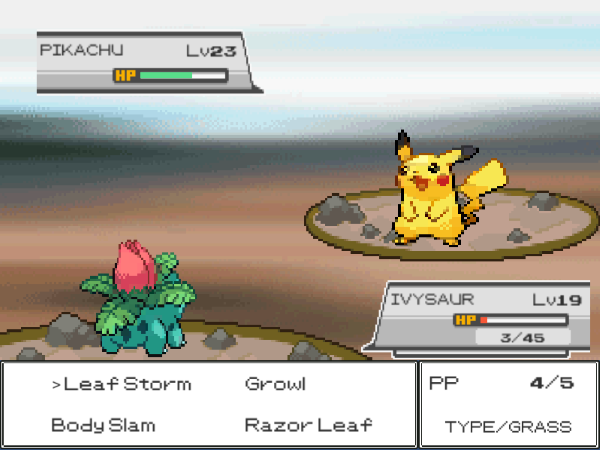 PIKACHU Lv23
HP
IVYSAUR Lv19
HP
3/45
>Leaf Storm Growl
Body Slam Razor Leaf
PP 4/5
TYPE/GRASS